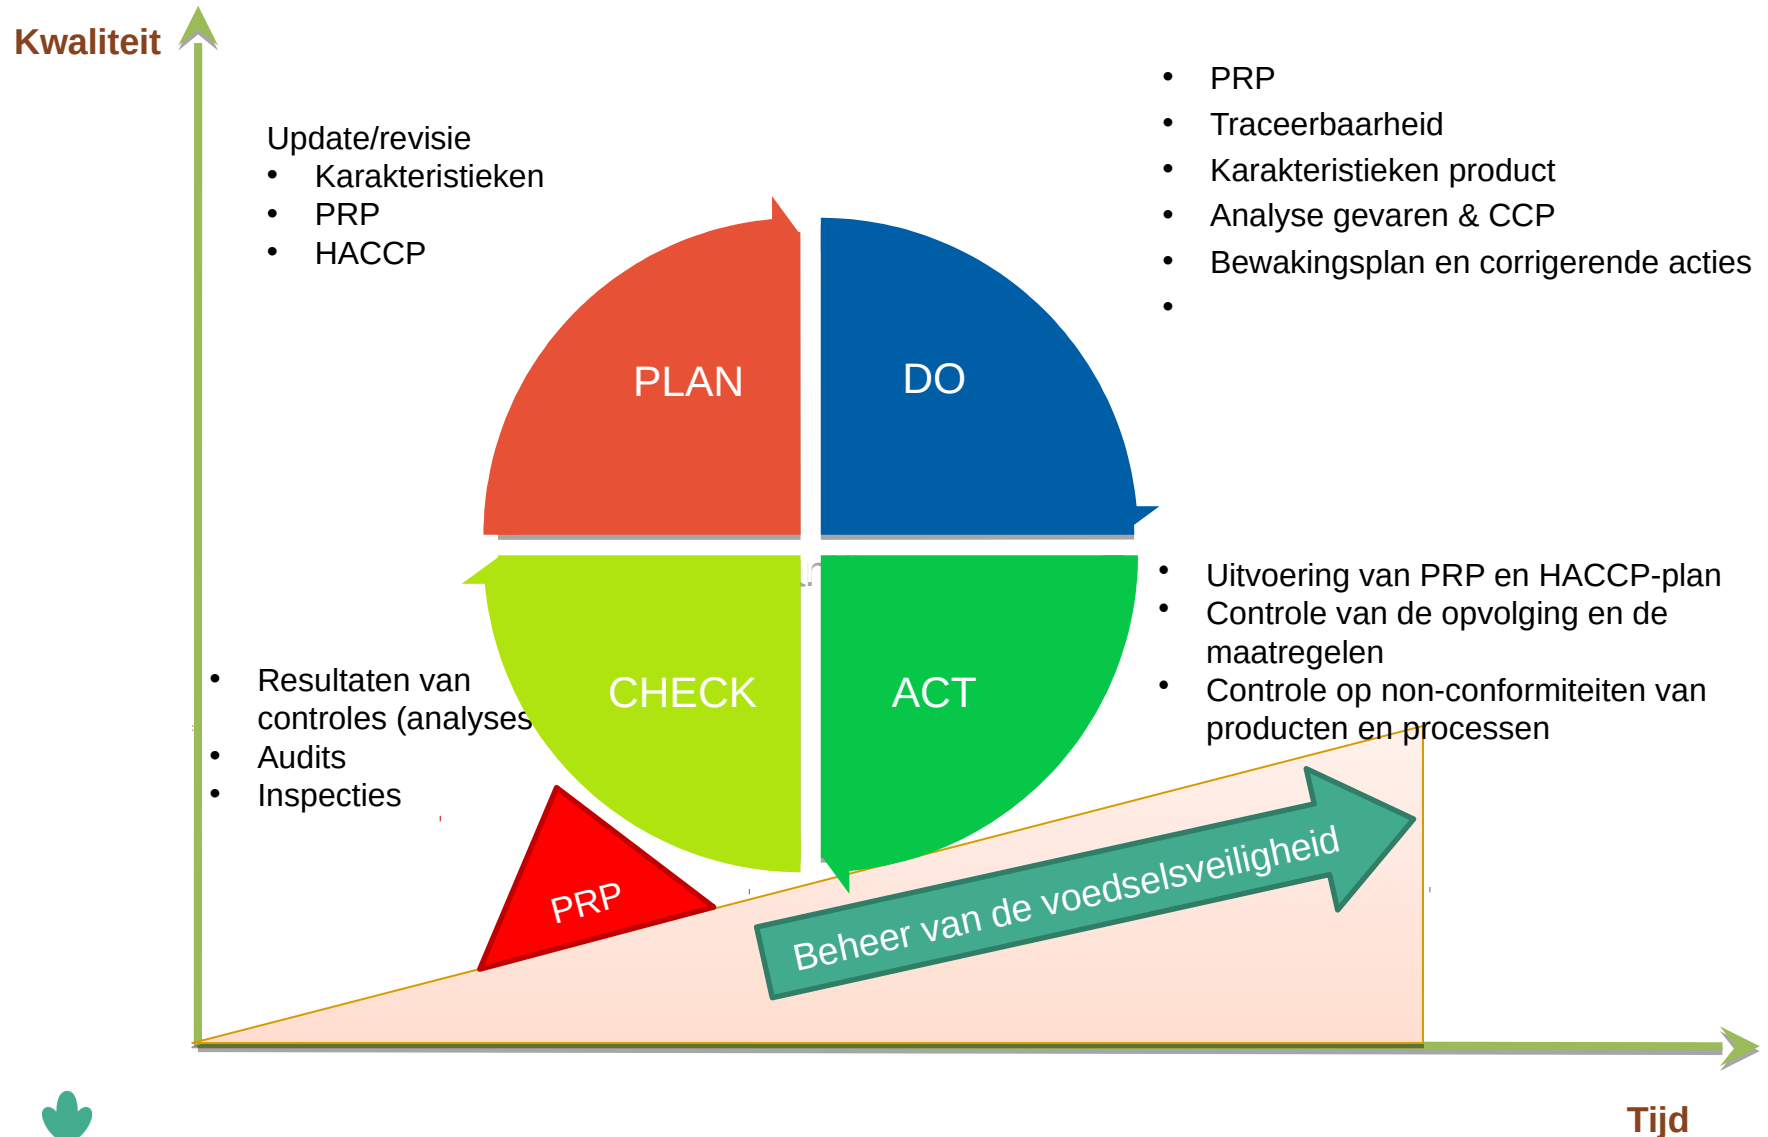 Kwaliteit
Update/revisie
• Karakteristieken
• PRP
• HACCP
• PRP
• Traceerbaarheid
• Karakteristieken product
• Analyse gevaren & CCP
• Bewakingsplan en corrigerende acties
•
PLAN
DO
CHECK
ACT
• Uitvoering van PRP en HACCP-plan
• Controle van de opvolging en de
maatregelen
• Controle op non-conformiteiten van
producten en processen
• Resultaten van
controles (analyses
• Audits
• Inspecties
PRP
Beheer van de voedselsveiligheid
Tijd